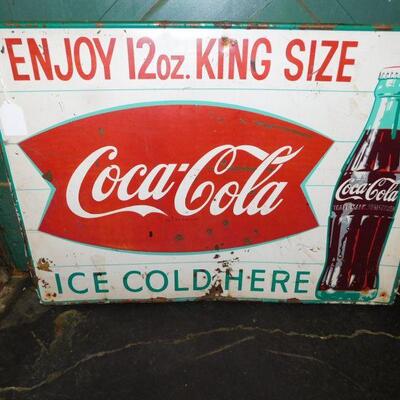 ENJOY 12oz. KING SIZE
Coca-Cola
Coca-Cola
ICE COLD HERE